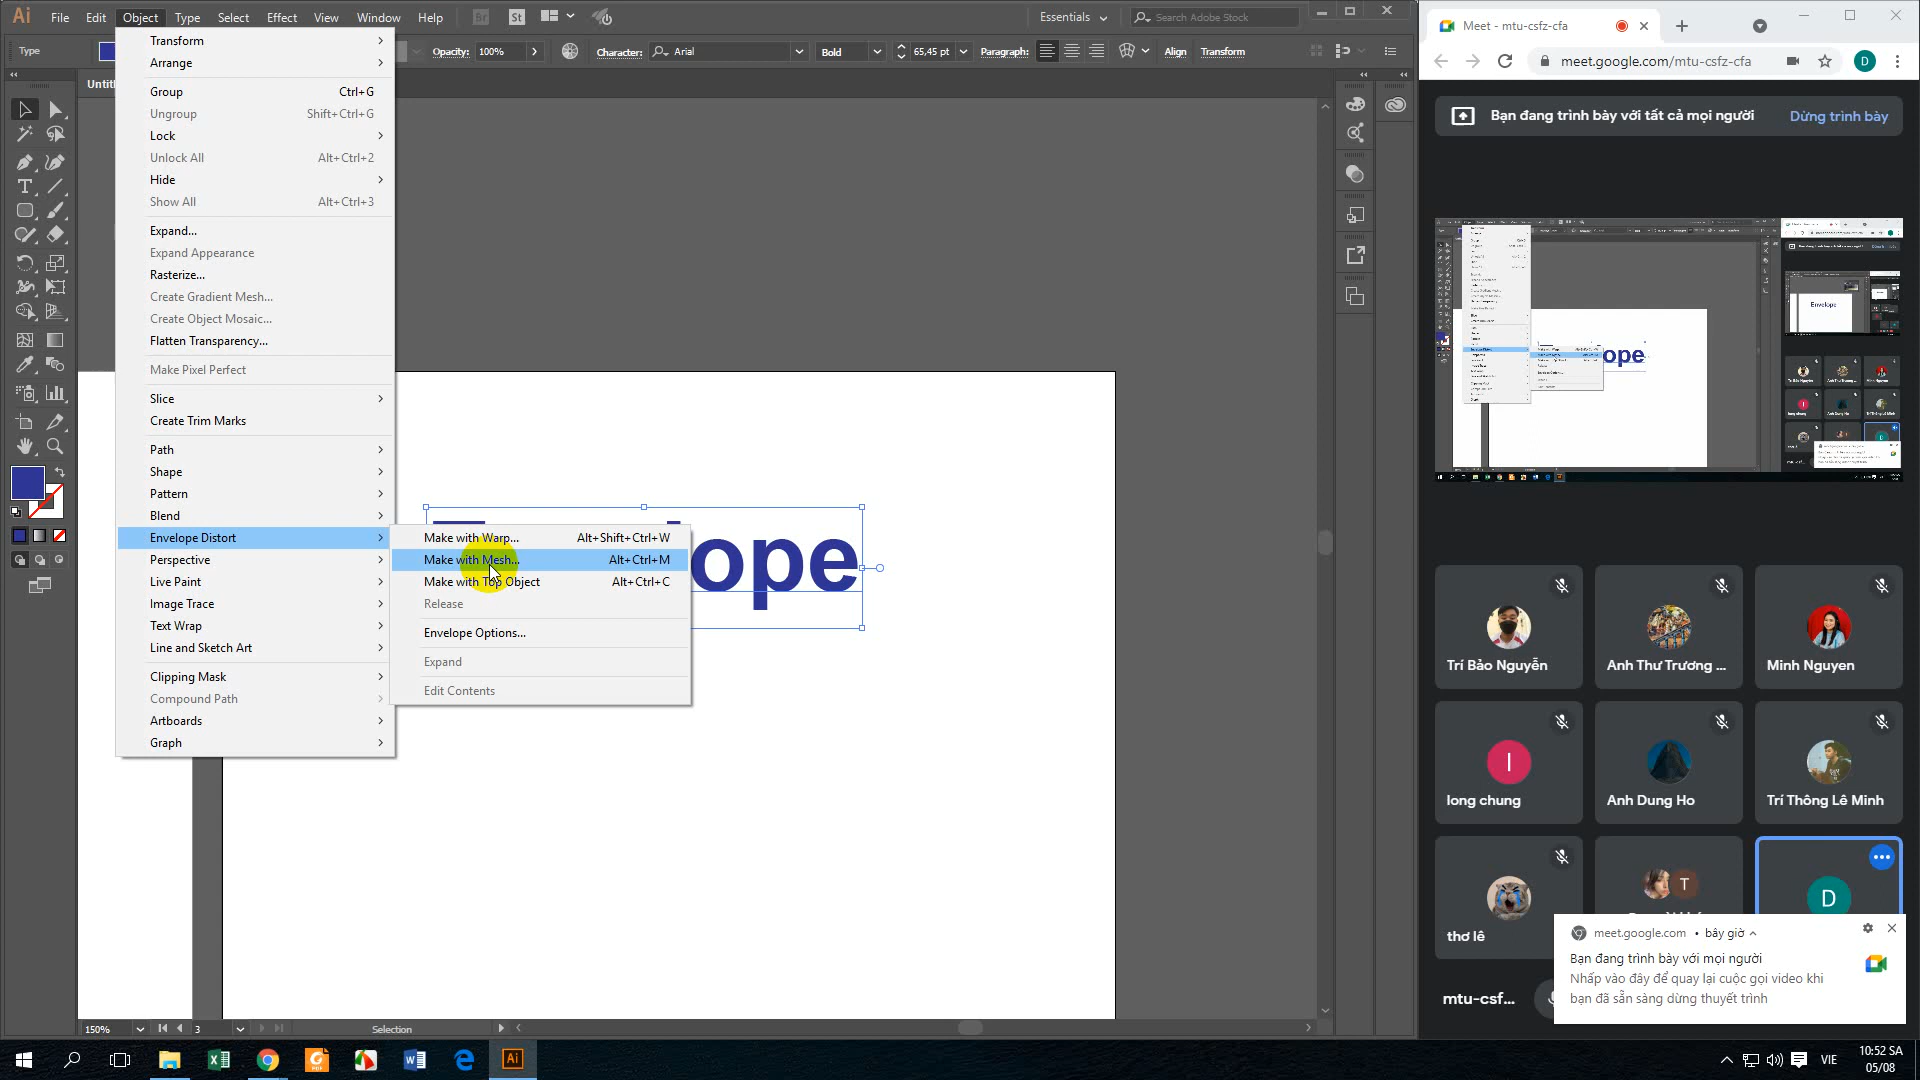 Ai File Edit Object Type Select Effect View Window Help Br St Essentials Search Adobe Stock
Type Opacity: 100% Character: Arial Bold 65,45 pt Paragraph: Align Transform
Transform
Arrange
Group Ctrl+G
Ungroup Shift+Ctrl+G
Lock
Unlock All Alt+Ctrl+2
Hide
Show All Alt+Ctrl+3
Expand...
Expand Appearance
Rasterize...
Create Gradient Mesh...
Create Object Mosaic...
Flatten Transparency...
Make Pixel Perfect
Slice
Create Trim Marks
Path
Shape
Pattern
Blend
Envelope Distort
Perspective
Live Paint
Image Trace
Text Wrap
Line and Sketch Art
Clipping Mask
Compound Path
Artboards
Graph
Make with Warp... Alt+Shift+Ctrl+W
Make with Mesh... Alt+Ctrl+M
Make with Top Object Alt+Ctrl+C
Release
Envelope Options...
Expand
Edit Contents
ope
150% 3 Selection
Meet - mtu-csfz-cfa
meet.google.com/mtu-csfz-cfa D
Bạn đang trình bày với tất cả mọi người Dừng trình bày
Envelope
ope
Trí Bảo Nguyễn
Anh Thư Trương ...
Minh Nguyen
l
long chung
Anh Dung Ho
Trí Thông Lê Minh
thơ lê
T
D
mtu-csf...
meet.google.com • bây giờ
Bạn đang trình bày với mọi người
Nhấp vào đây để quay lại cuộc gọi video khi
bạn đã sẵn sàng dừng thuyết trình
VIE
10:52 SA
05/08